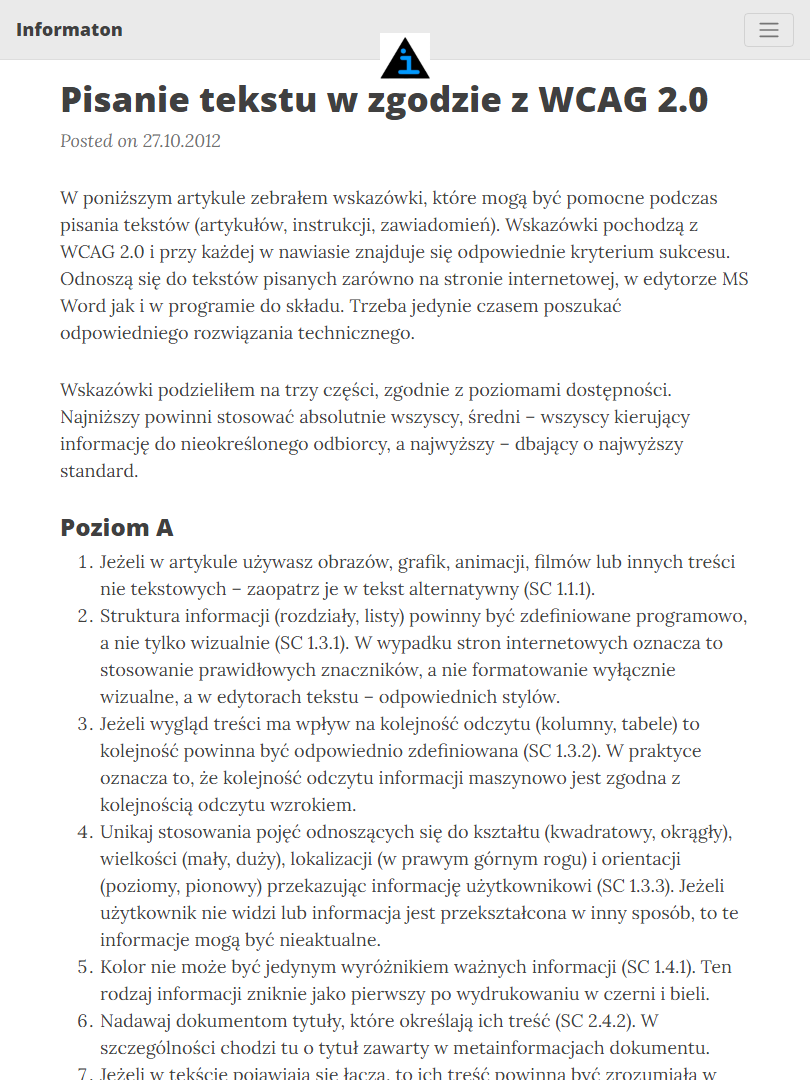 Informaton
i
Pisanie tekstu w zgodzie z WCAG 2.0
Posted on 27.10.2012
W poniższym artykule zebrałem wskazówki, które mogą być pomocne podczas
pisania tekstów (artykułów, instrukcji, zawiadomień). Wskazówki pochodzą z
WCAG 2.0 i przy każdej w nawiasie znajduje się odpowiednie kryterium sukcesu.
Odnoszą się do tekstów pisanych zarówno na stronie internetowej, w edytorze MS
Word jak i w programie do składu. Trzeba jedynie czasem poszukać
odpowiedniego rozwiązania technicznego.
Wskazówki podzieliłem na trzy części, zgodnie z poziomami dostępności.
Najniższy powinni stosować absolutnie wszyscy, średni – wszyscy kierujący
informację do nieokreślonego odbiorcy, a najwyższy – dbający o najwyższy
standard.
Poziom A
1. Jeżeli w artykule używasz obrazów, grafik, animacji, filmów lub innych treści
nie tekstowych – zaopatrz je w tekst alternatywny (SC 1.1.1).
2. Struktura informacji (rozdziały, listy) powinny być zdefiniowane programowo,
a nie tylko wizualnie (SC 1.3.1). W wypadku stron internetowych oznacza to
stosowanie prawidłowych znaczników, a nie formatowanie wyłącznie
wizualne, a w edytorach tekstu – odpowiednich stylów.
3. Jeżeli wygląd treści ma wpływ na kolejność odczytu (kolumny, tabele) to
kolejność powinna być odpowiednio zdefiniowana (SC 1.3.2). W praktyce
oznacza to, że kolejność odczytu informacji maszynowo jest zgodna z
kolejnością odczytu wzrokiem.
4. Unikaj stosowania pojęć odnoszących się do kształtu (kwadratowy, okrągły),
wielkości (mały, duży), lokalizacji (w prawym górnym rogu) i orientacji
(poziomy, pionowy) przekazując informację użytkownikowi (SC 1.3.3). Jeżeli
użytkownik nie widzi lub informacja jest przekształcona w inny sposób, to te
informacje mogą być nieaktualne.
5. Kolor nie może być jedynym wyróżnikiem ważnych informacji (SC 1.4.1). Ten
rodzaj informacji zniknie jako pierwszy po wydrukowaniu w czerni i bieli.
6. Nadawaj dokumentom tytuły, które określają ich treść (SC 2.4.2). W
szczególności chodzi tu o tytuł zawarty w metainformacjach dokumentu.
7. Jeżeli w tekście pojawiają się łącza, to ich treść powinna być zrozumiała w